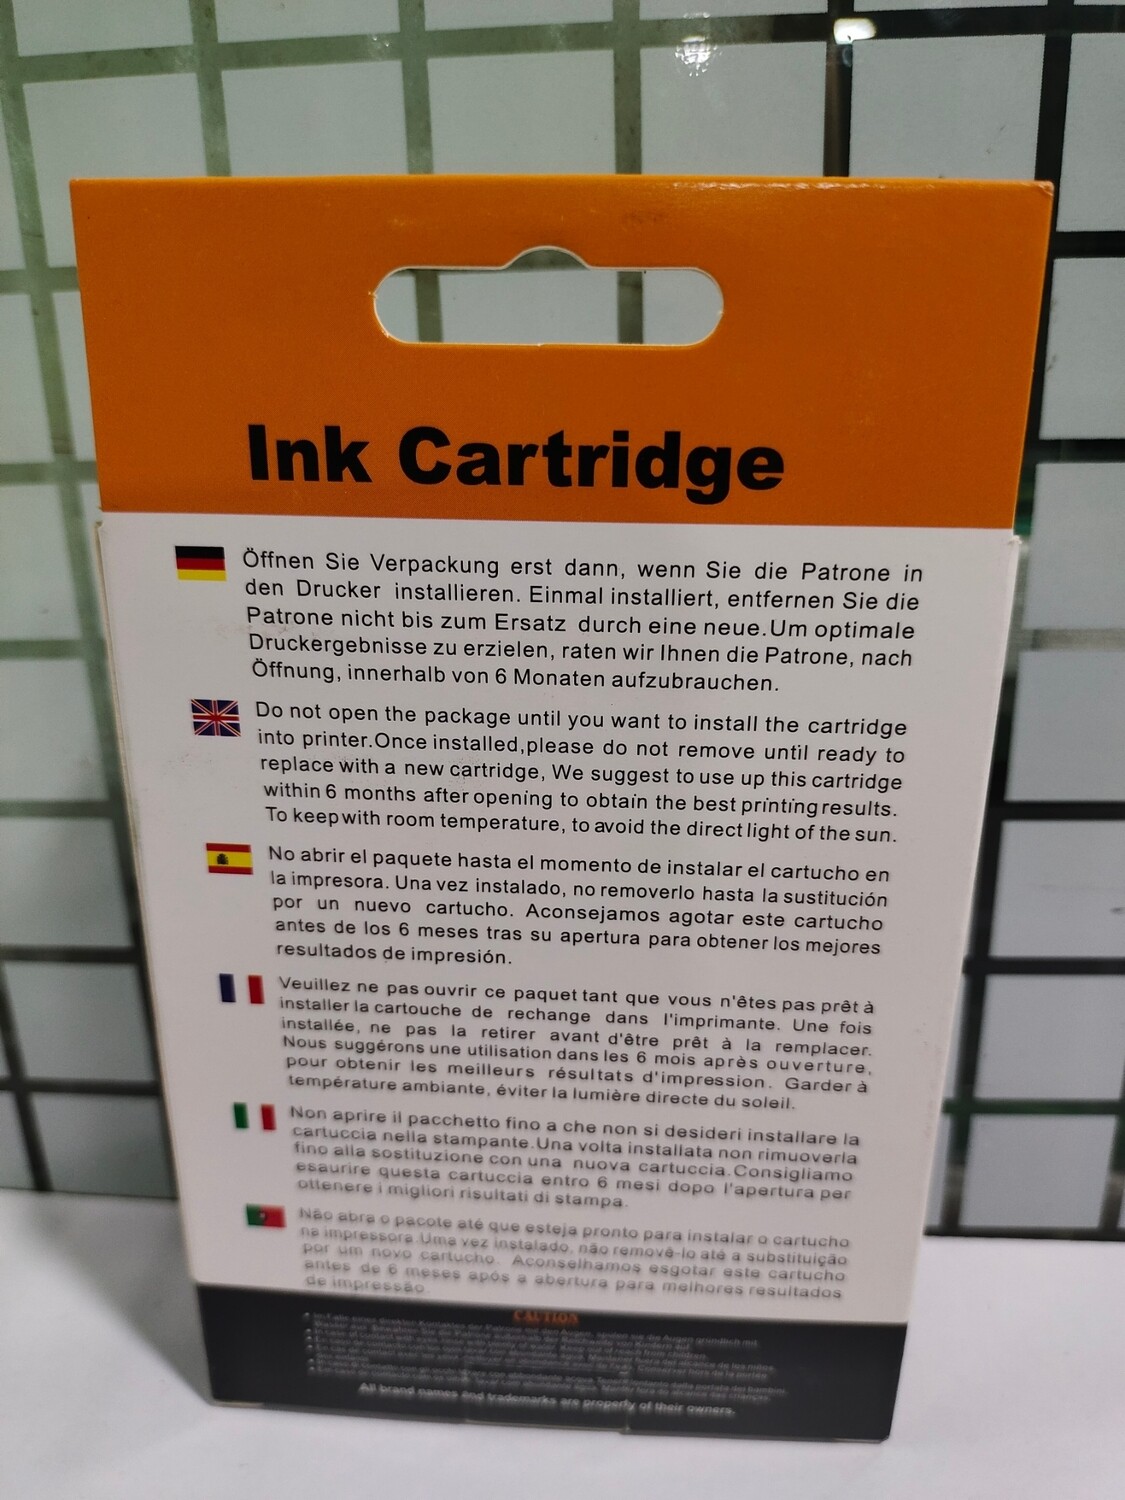 Ink Cartridge
Öffnen Sie Verpackung erst dann, wenn Sie die Patrone in
den Drucker installieren. Einmal installiert, entfernen Sie die
Patrone nicht bis zum Ersatz durch eine neue.Um optimale
Druckergebnisse zu erzielen, raten wir Ihnen die Patrone, nach
Öffnung, innerhalb von 6 Monaten aufzubrauchen.
Do not open the package until you want to install the cartridge
into printer.Once installed,please do not remove until ready to
replace with a new cartridge, We suggest to use up this cartridge
within 6 months after opening to obtain the best printing results.
To keep with room temperature, to avoid the direct light of the sun.
No abrir el paquete hasta el momento de instalar el cartucho en
la impresora. Una vez instalado, no removerlo hasta la sustitución
por un nuevo cartucho. Aconsejamos agotar este cartucho
antes de los 6 meses tras su apertura para obtener los mejores
resultados de impresión.
Veuillez ne pas ouvrir ce paquet tant que vous n'êtes pas prêt à
installer la cartouche de rechange dans l'imprimante. Une fois
installée, ne pas la retirer avant d'être prêt à la remplacer.
Nous suggérons une utilisation dans les 6 mois après ouverture,
pour obtenir les meilleurs résultats d'impression. Garder à
température ambiante, éviter la lumière directe du soleil.
Non aprire il pacchetto fino a che non si desideri installare la
cartuccia nella stampante.Una volta installata non rimuoverla
fino alla sostituzione con una nuova cartuccia.Consigliamo
esaurire questa cartuccia entro 6 mesi dopo l'apertura per
ottenere i migliori risultati di stampa.
Não abra o pacote até que esteja pronto para instalar o cartucho
na impressora.Uma vez instalado, não removê-lo até a substituição
por um novo cartucho. Aconselhamos esgotar este cartucho
antes de 6 meses após a abertura para melhores resultados
de impressão.
CAUTION
All brand names and trademarks are property of their owners.